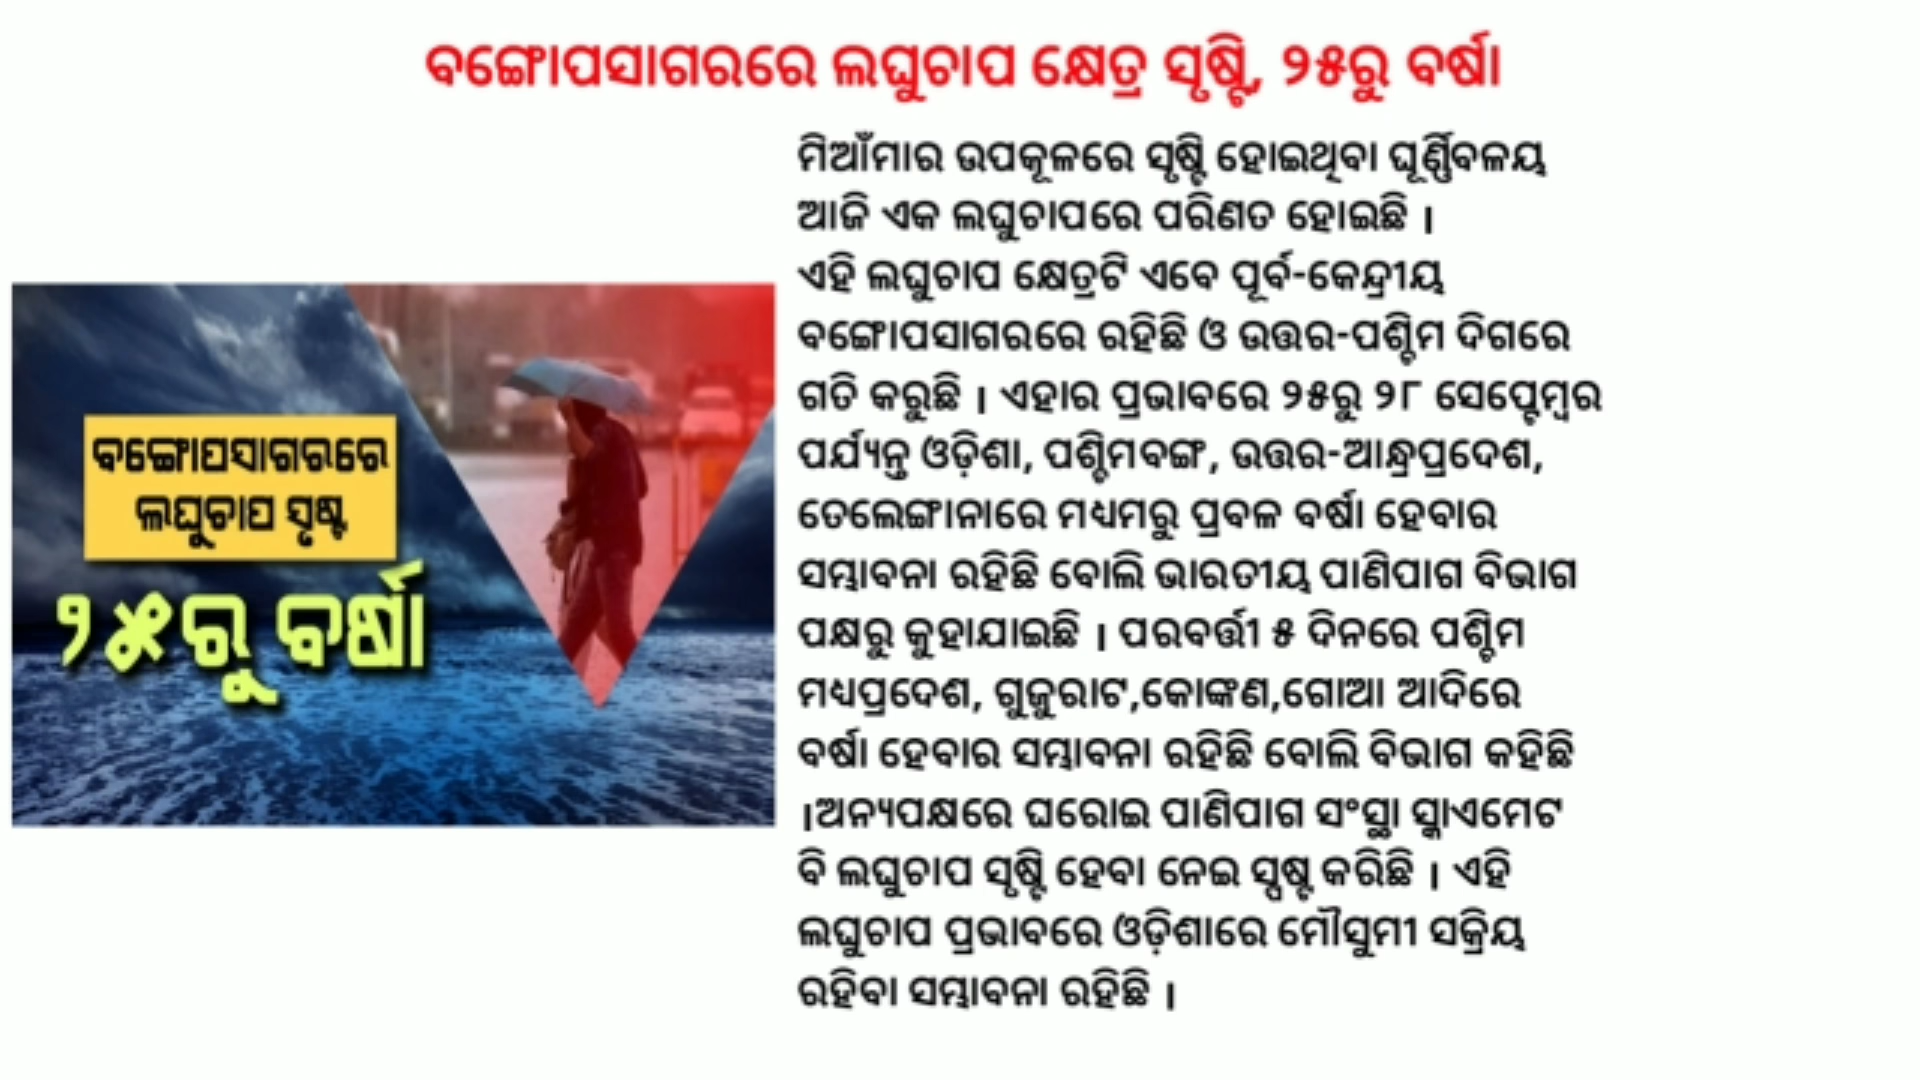 ବଙ୍ଗୋପସାଗରରେ ଲଘୁଚାପ କ୍ଷେତ୍ର ସୃଷ୍ଟି, ୨୫ରୁ ବର୍ଷା
ମିଆଁମାର ଉପକୂଳରେ ସୃଷ୍ଟି ହୋଇଥିବା ଘୂର୍ଣ୍ଣିବଳୟ
ଆଜି ଏକ ଲଘୁଚାପରେ ପରିଣତ ହୋଇଛି ।
ଏହି ଲଘୁଚାପ କ୍ଷେତ୍ରଟି ଏବେ ପୂର୍ବ-କେନ୍ଦ୍ରୀୟ
ବଙ୍ଗୋପସାଗରରେ ରହିଛି ଓ ଉତ୍ତର-ପଶ୍ଚିମ ଦିଗରେ
ଗତି କରୁଛି । ଏହାର ପ୍ରଭାବରେ ୨୫ରୁ ୨୮ ସେପ୍ଟେମ୍ବର
ପର୍ଯ୍ୟନ୍ତ ଓଡ଼ିଶା, ପଶ୍ଚିମବଙ୍ଗ, ଉତ୍ତର-ଆନ୍ଧ୍ରପ୍ରଦେଶ,
ତେଲେଙ୍ଗାନାରେ ମଧ୍ୟମରୁ ପ୍ରବଳ ବର୍ଷା ହେବାର
ସମ୍ଭାବନା ରହିଛି ବୋଲି ଭାରତୀୟ ପାଣିପାଗ ବିଭାଗ
ପକ୍ଷରୁ କୁହାଯାଇଛି । ପରବର୍ତ୍ତୀ ୫ ଦିନରେ ପଶ୍ଚିମ
ମଧ୍ୟପ୍ରଦେଶ, ଗୁଜୁରାଟ,କୋଙ୍କଣ,ଗୋଆ ଆଦିରେ
ବର୍ଷା ହେବାର ସମ୍ଭାବନା ରହିଛି ବୋଲି ବିଭାଗ କହିଛି
।ଅନ୍ୟପକ୍ଷରେ ଘରୋଇ ପାଣିପାଗ ସଂସ୍ଥା ସ୍କାଏମେଟ
ବି ଲଘୁଚାପ ସୃଷ୍ଟି ହେବା ନେଇ ସ୍ପଷ୍ଟ କରିଛି । ଏହି
ଲଘୁଚାପ ପ୍ରଭାବରେ ଓଡ଼ିଶାରେ ମୌସୁମୀ ସକ୍ରିୟ
ରହିବା ସମ୍ଭାବନା ରହିଛି ।
ବଙ୍ଗୋପସାଗରରେ
ଲଘୁଚାପ ସୃଷ୍ଟ
୨୫ରୁ ବର୍ଷା